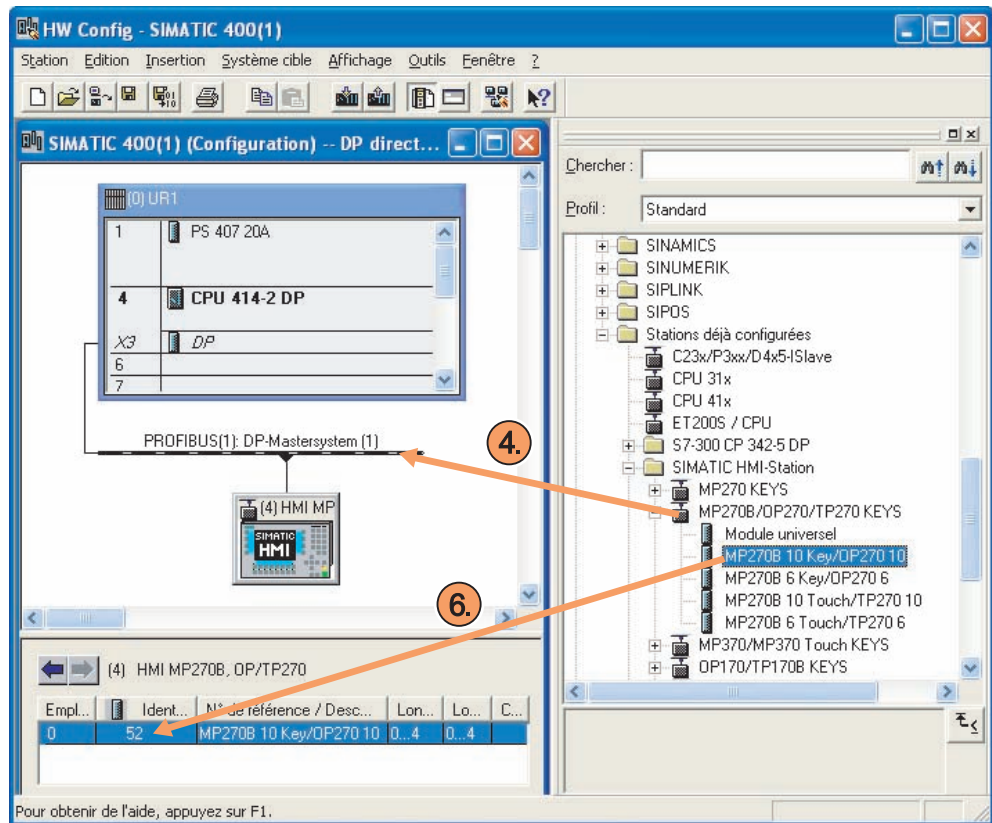 HW Config - SIMATIC 400(1)
Station Edition Insertion Système cible Affichage Outils Fenêtre ?
SIMATIC 400(1) (Configuration) -- DP direct...
(0) UR1
1 PS 407 20A
4 CPU 414-2 DP
X3 DP
6
7
PROFIBUS(1): DP-Mastersystem (1)
(4) HMI MP
SIMATIC
HMI
4.
6.
(4) HMI MP270B, OP/TP270
Empl... Ident... N° de référence / Desc... Lon... Lo... C...
0 52 MP270B 10 Key/OP270 10 0...4 0...4
Chercher :
Profil : Standard
SINAMICS
SINUMERIK
SIPLINK
SIPOS
Stations déjà configurées
C23x/P3xx/D4x5-ISlave
CPU 31x
CPU 41x
ET200S / CPU
S7-300 CP 342-5 DP
SIMATIC HMI-Station
MP270 KEYS
MP270B/OP270/TP270 KEYS
Module universel
MP270B 10 Key/OP270 10
MP270B 6 Key/OP270 6
MP270B 10 Touch/TP270 10
MP270B 6 Touch/TP270 6
MP370/MP370 Touch KEYS
OP170/TP170B KEYS
Pour obtenir de l'aide, appuyez sur F1.